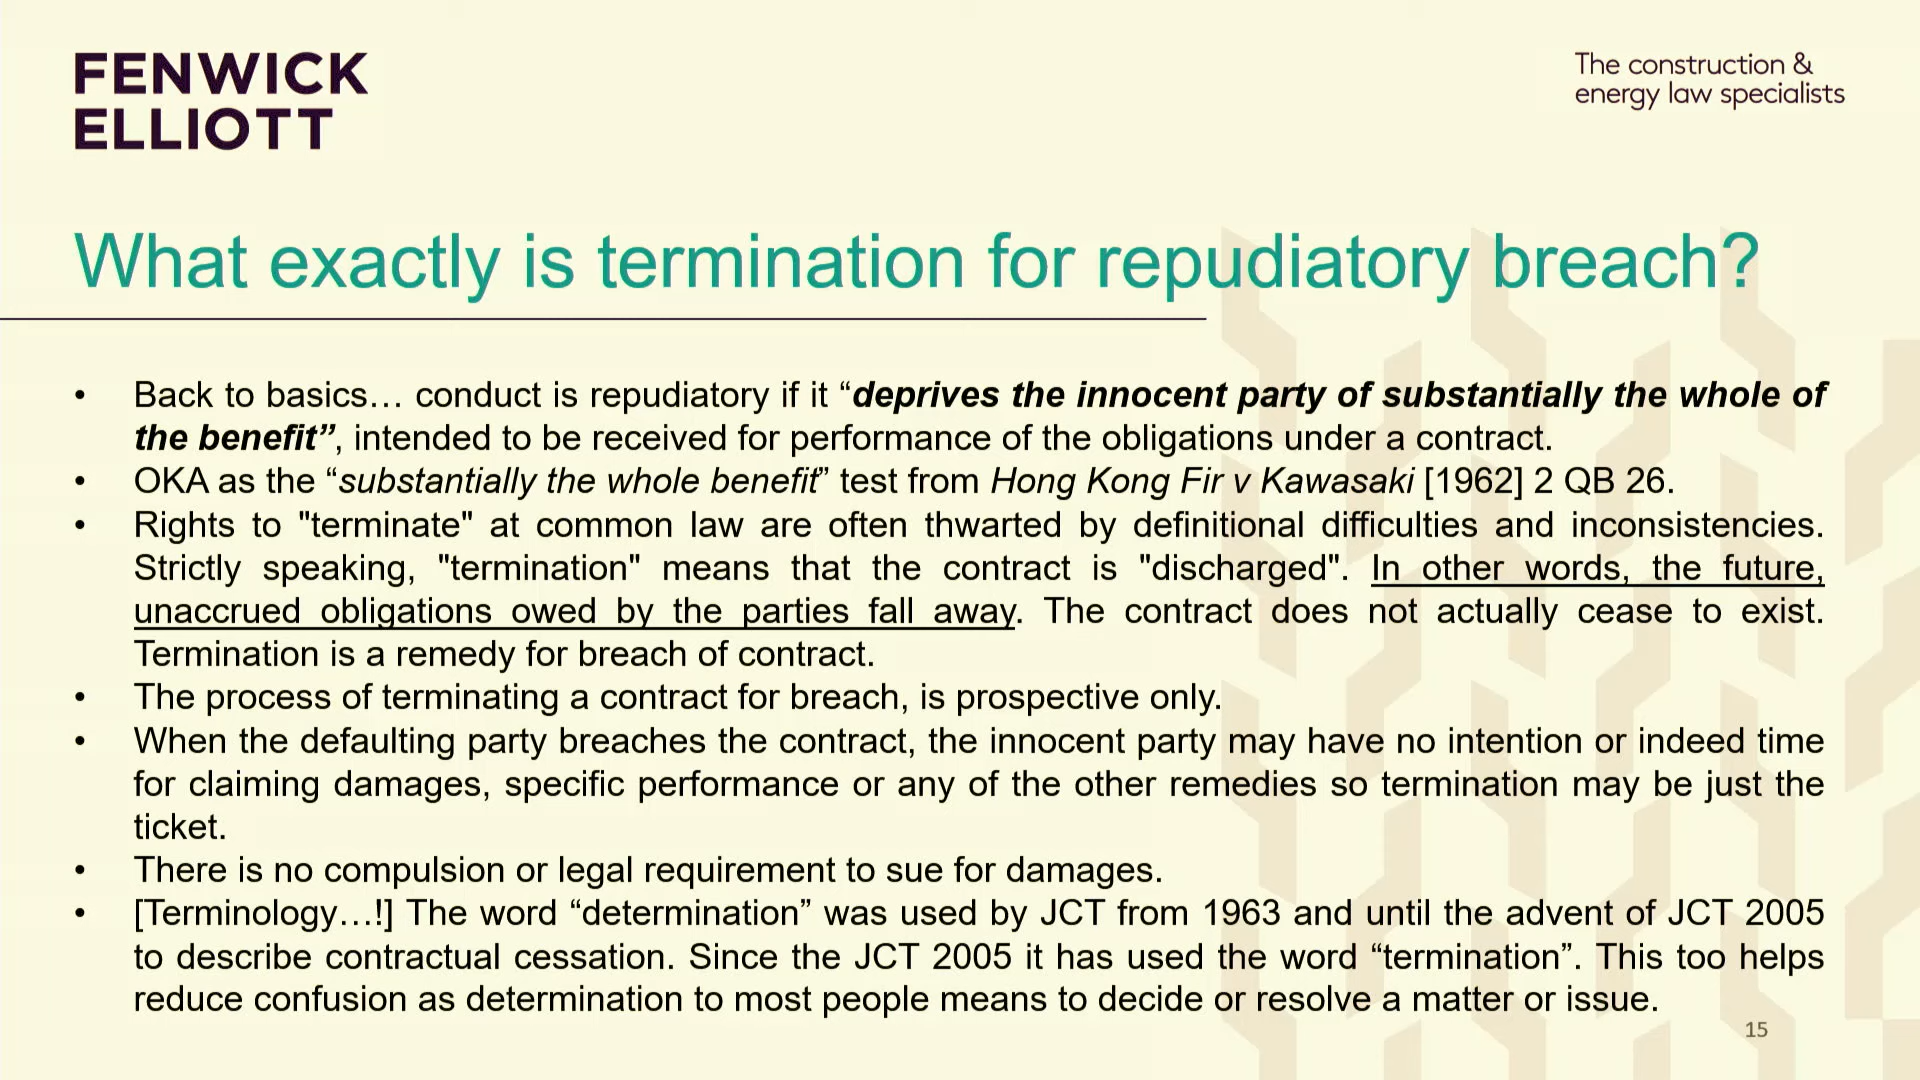 FENWICK
ELLIOTT
The construction &
energy law specialists
What exactly is termination for repudiatory breach?
• Back to basics… conduct is repudiatory if it “deprives the innocent party of substantially the whole of
the benefit”, intended to be received for performance of the obligations under a contract.
• OKA as the “substantially the whole benefit” test from Hong Kong Fir v Kawasaki [1962] 2 QB 26.
• Rights to "terminate" at common law are often thwarted by definitional difficulties and inconsistencies.
Strictly speaking, "termination" means that the contract is "discharged". In other words, the future,
unaccrued obligations owed by the parties fall away. The contract does not actually cease to exist.
Termination is a remedy for breach of contract.
• The process of terminating a contract for breach, is prospective only.
• When the defaulting party breaches the contract, the innocent party may have no intention or indeed time
for claiming damages, specific performance or any of the other remedies so termination may be just the
ticket.
• There is no compulsion or legal requirement to sue for damages.
• [Terminology…!] The word “determination” was used by JCT from 1963 and until the advent of JCT 2005
to describe contractual cessation. Since the JCT 2005 it has used the word “termination”. This too helps
reduce confusion as determination to most people means to decide or resolve a matter or issue.
15